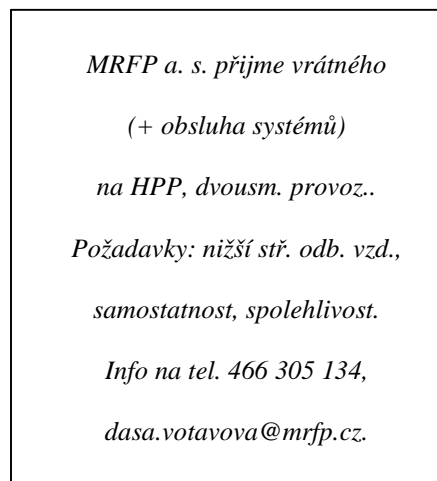 MRFP a. s. přijme vrátného
(+ obsluha systémů)
na HPP, dvousm. provoz..
Požadavky: nižší stř. odb. vzd.,
samostatnost, spolehlivost.
Info na tel. 466 305 134,
dasa.votavova@mrfp.cz.